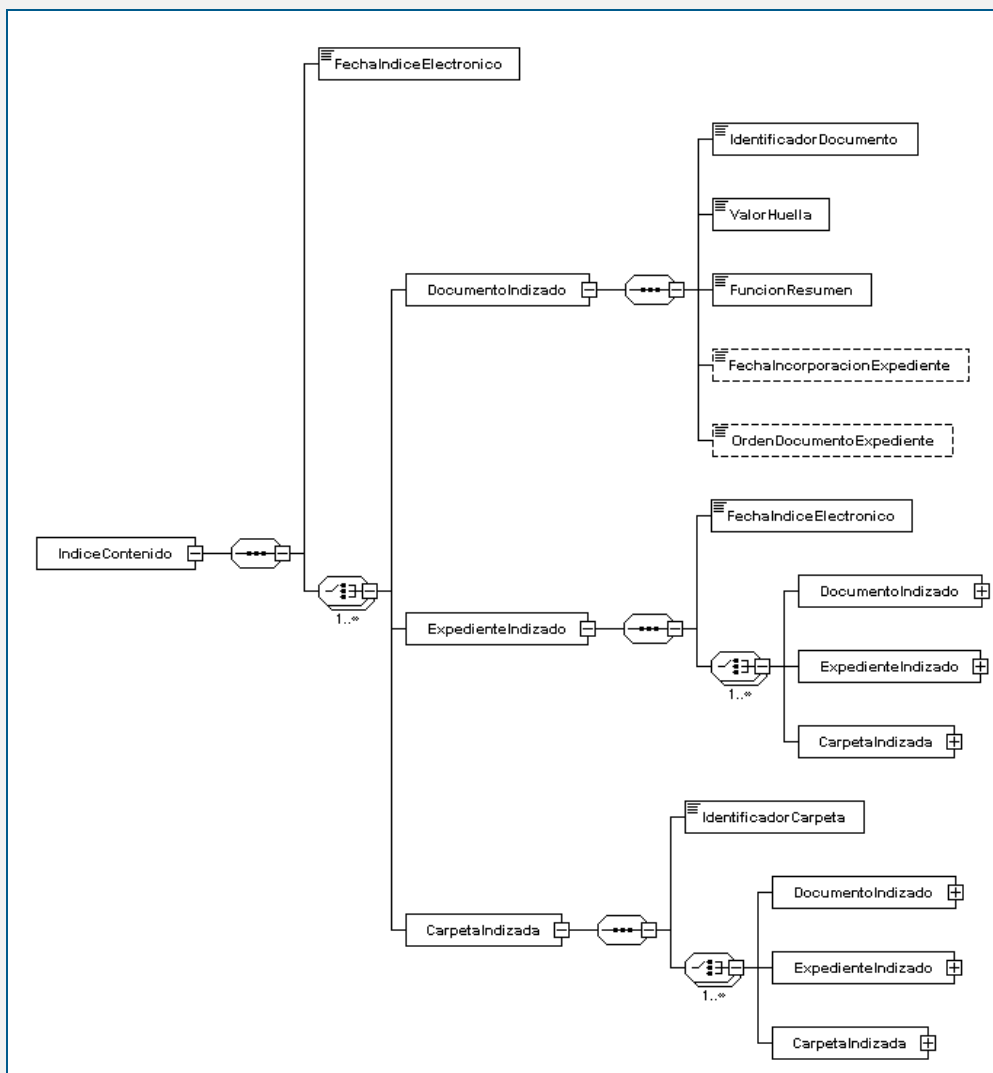 FechaIndiceElectronico
IdentificadorDocumento
ValorHuella
DocumentoIndizado
FuncionResumen
FechaIncorporacionExpediente
OrdenDocumentoExpediente
FechaIndiceElectronico
IndiceContenido
DocumentoIndizado
1..∞
ExpedienteIndizado
ExpedienteIndizado
1..∞
CarpetaIndizada
IdentificadorCarpeta
DocumentoIndizado
CarpetaIndizada
ExpedienteIndizado
1..∞
CarpetaIndizada